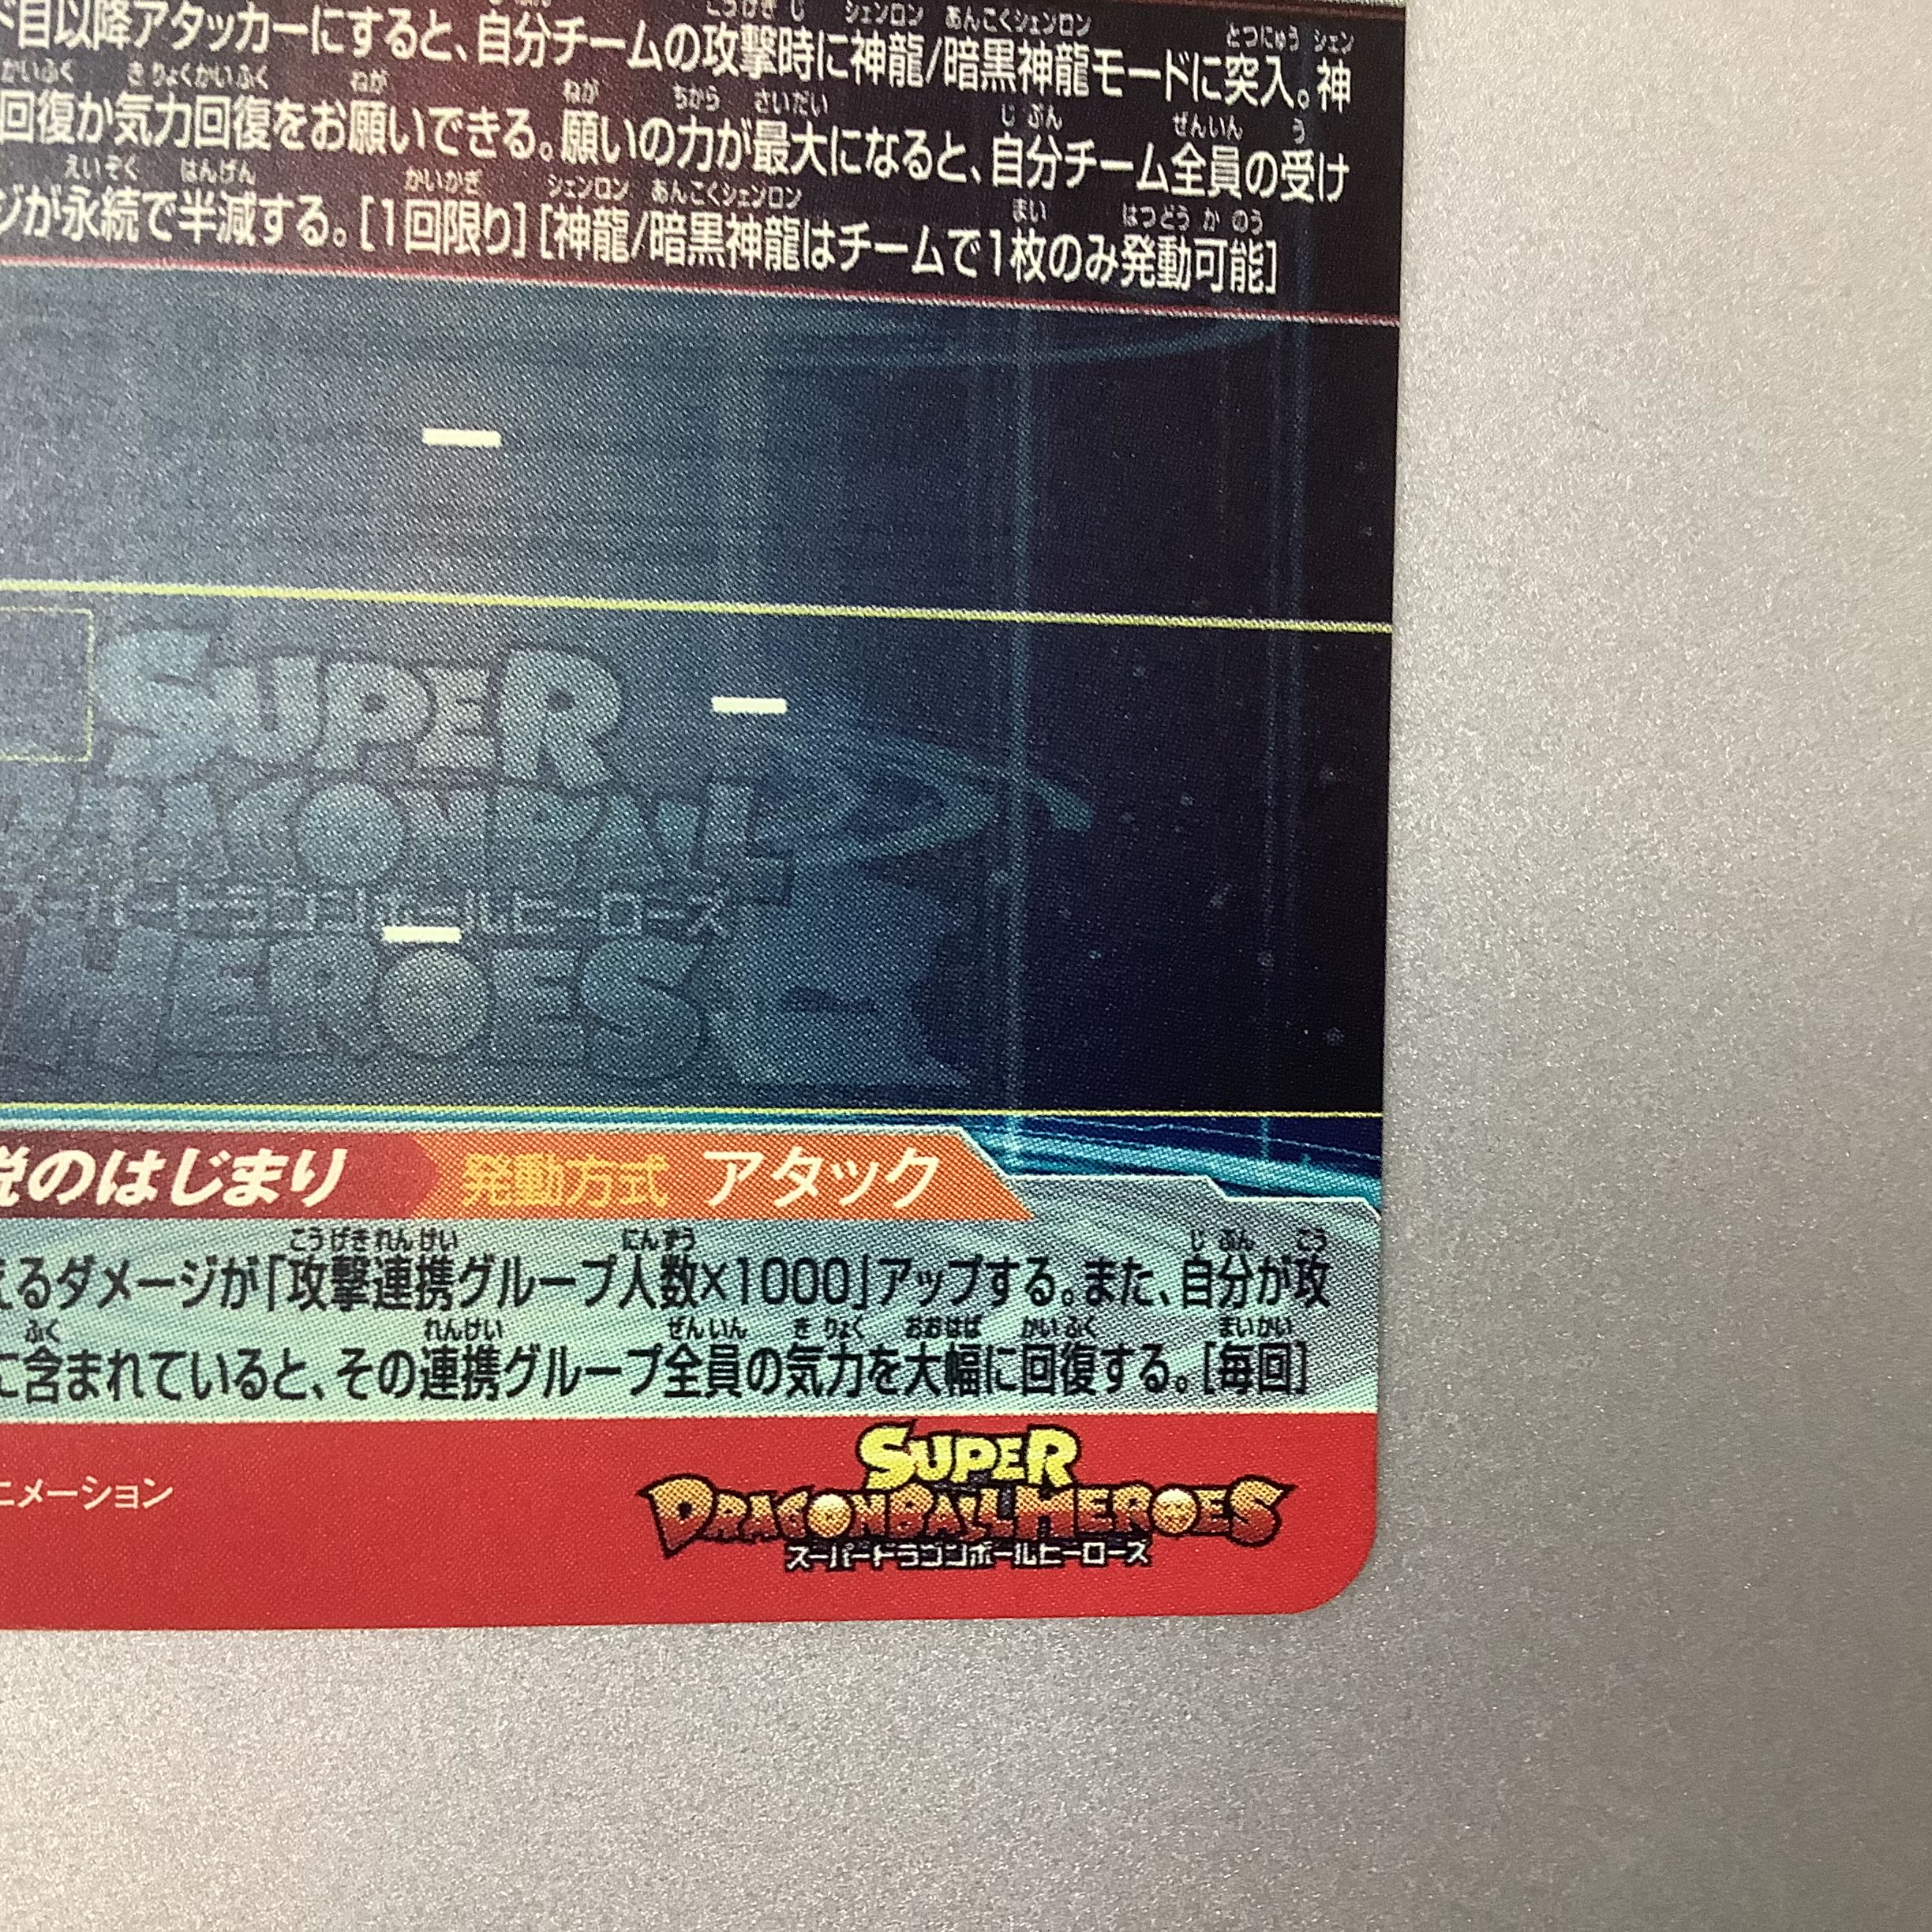 目以降アタッカーにすると、自分チームの攻撃時に神龍/暗黒神龍モードに突入。神
回復か気力回復をお願いできる。願いの力が最大になると、自分チーム全員の受け
ジが永続で半減する。[1回限り][神龍/暗黒神龍はチームで1枚のみ発動可能]
SUPER
DRAGONBALL
スーパードラゴンボールヒーローズ
HEROES
説のはじまり 発動方式 アタック
えるダメージが「攻撃連携グループ人数×1000」アップする。また、自分が攻
に含まれていると、その連携グループ全員の気力を大幅に回復する。[毎回]
ニメーション
SUPER
DRAGONBALL HEROES
スーパードラゴンボールヒーローズ